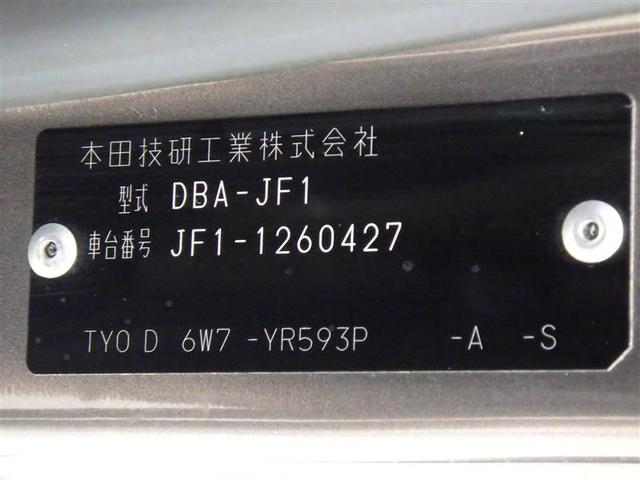 本田技研工業株式会社
型式 DBA-JF1
車台番号 JF1-1260427
TYO D 6W7 -YR593P -A -S